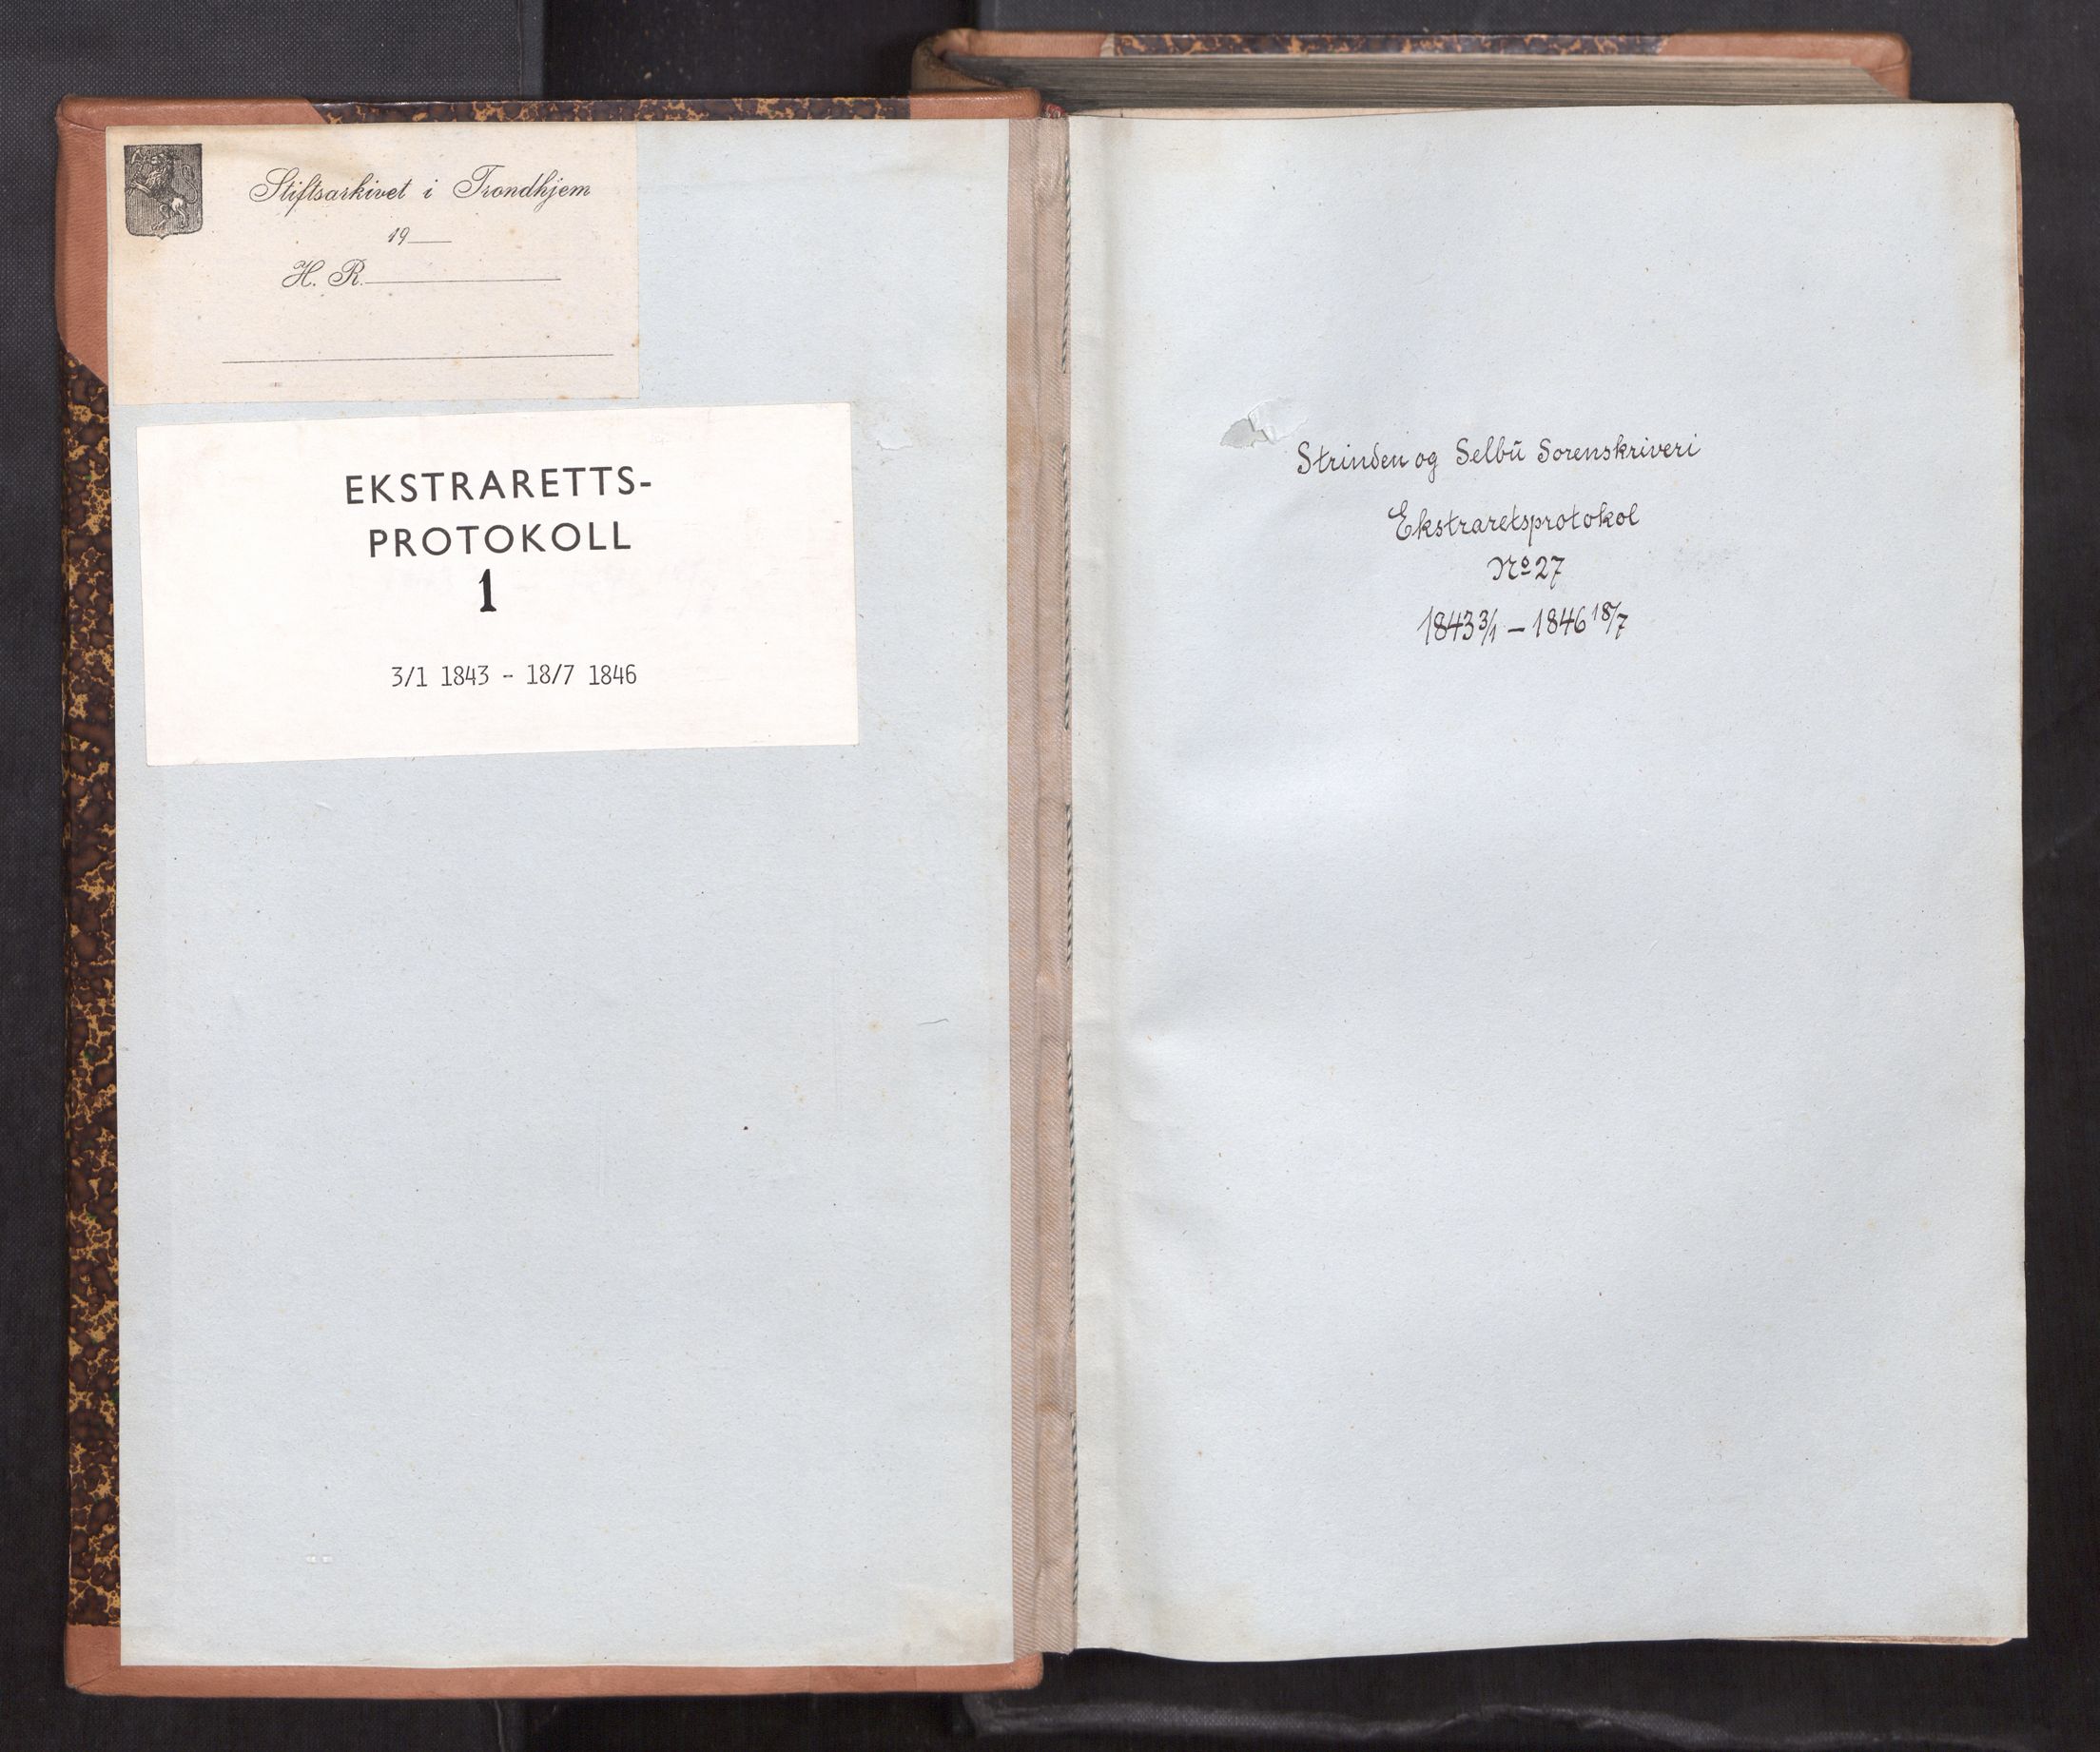 Stiftsarkivet i Trondhjem
19
H. R.
EKSTRARETTS-
PROTOKOLL
1
3/1 1843 - 18/7 1846
Strinden og Selbŭ Sorenskriveri
Ekstraretsprotokol
Nº 27
1843 3/1 – 1846 18/7